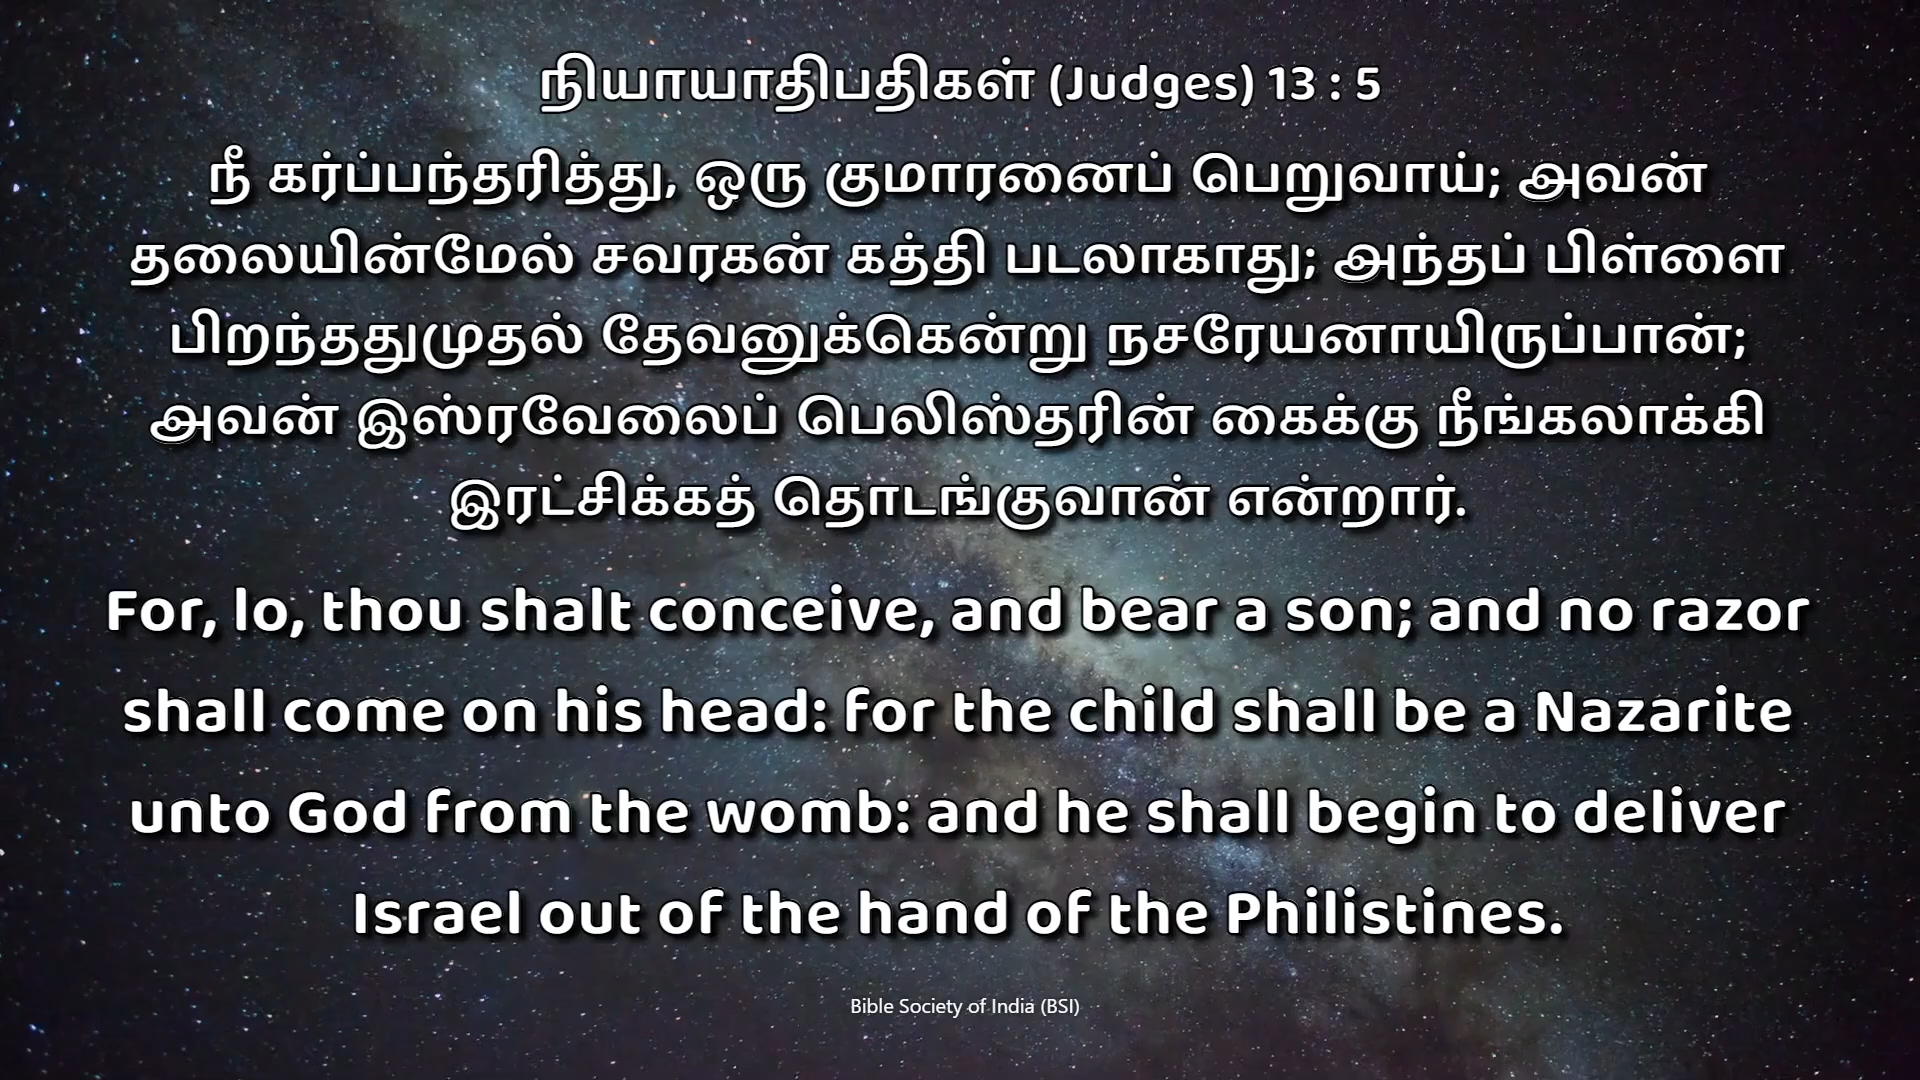 நியாயாதிபதிகள் (Judges) 13 : 5
நீ கர்ப்பந்தரித்து, ஒரு குமாரனைப் பெறுவாய்; அவன்
தலையின்மேல் சவரகன் கத்தி படலாகாது; அந்தப் பிள்ளை
பிறந்ததுமுதல் தேவனுக்கென்று நசரேயனாயிருப்பான்;
அவன் இஸ்ரவேலைப் பெலிஸ்தரின் கைக்கு நீங்கலாக்கி
இரட்சிக்கத் தொடங்குவான் என்றார்.
For, lo, thou shalt conceive, and bear a son; and no razor
shall come on his head: for the child shall be a Nazarite
unto God from the womb: and he shall begin to deliver
Israel out of the hand of the Philistines.
Bible Society of India (BSI)